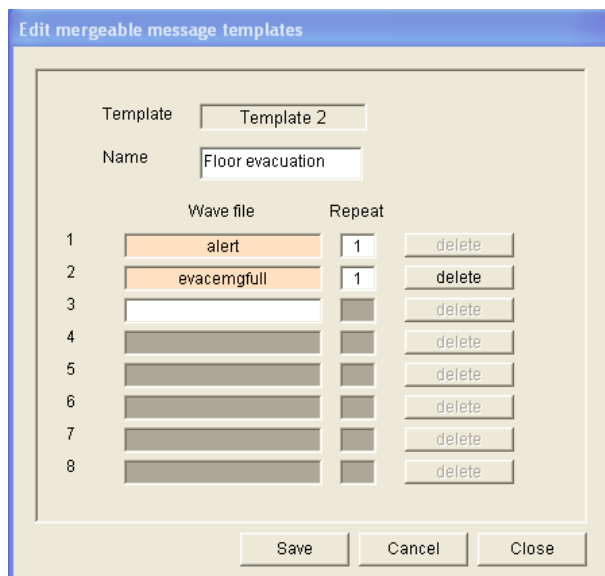 Edit mergeable message templates
Template Template 2
Name Floor evacuation
Wave file Repeat
1 alert 1 delete
2 evacemgfull 1 delete
3 delete
4 delete
5 delete
6 delete
7 delete
8 delete
Save Cancel Close